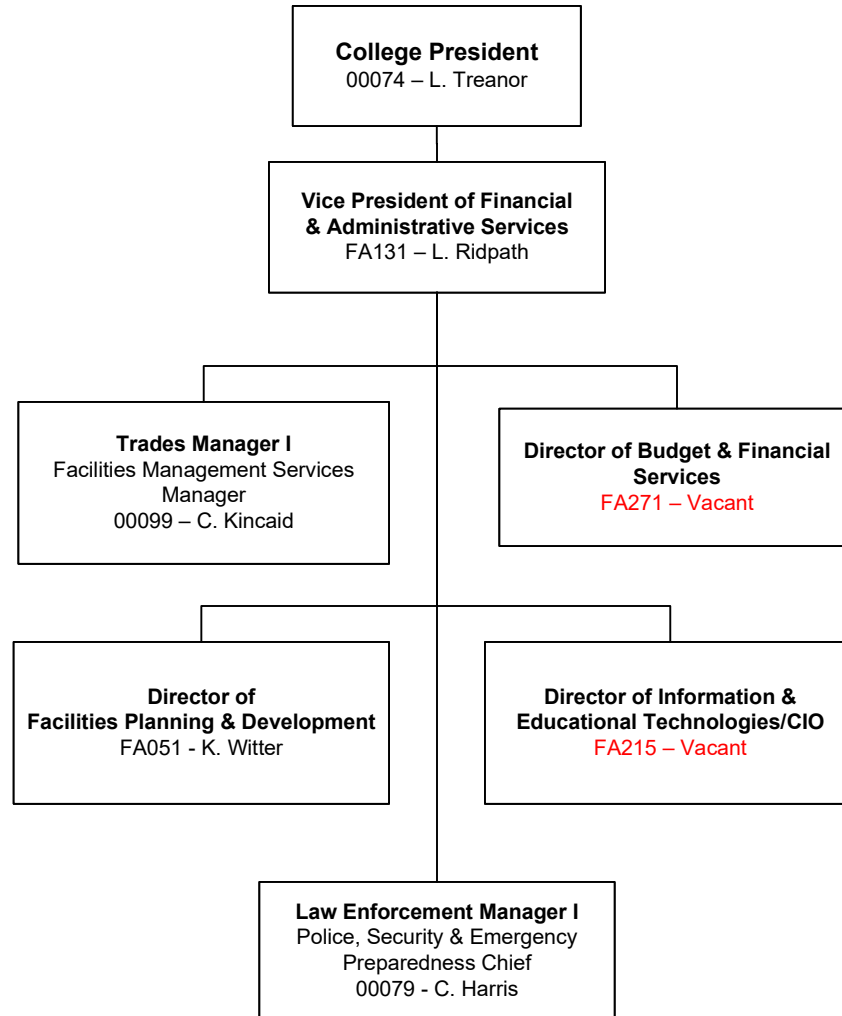 College President
00074 – L. Treanor
Vice President of Financial
& Administrative Services
FA131 – L. Ridpath
Trades Manager I
Facilities Management Services
Manager
00099 – C. Kincaid
Director of Budget & Financial
Services
FA271 – Vacant
Director of
Facilities Planning & Development
FA051 - K. Witter
Director of Information &
Educational Technologies/CIO
FA215 – Vacant
Law Enforcement Manager I
Police, Security & Emergency
Preparedness Chief
00079 - C. Harris